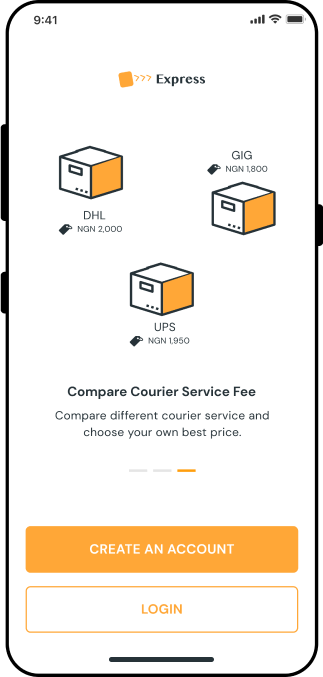 9:41
Express
GIG
NGN 1,800
DHL
NGN 2,000
UPS
NGN 1,950
Compare Courier Service Fee
Compare different courier service and
choose your own best price.
CREATE AN ACCOUNT
LOGIN